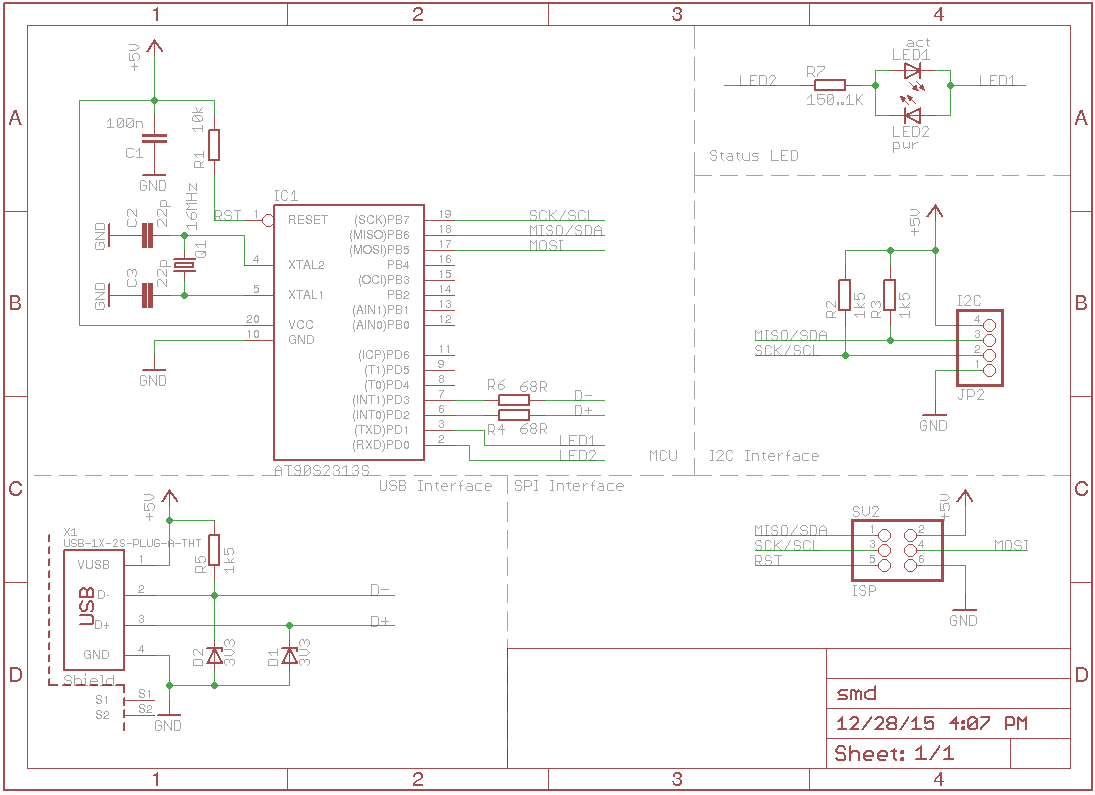 1 2 3 4
A A
B B
C C
D D
1 2 3 4
+5V
100n
C1
GND
10k
R1
GND
C2
22p
16MHz
Q1
GND
C3
22p
GND
RST
IC1
1 RESET
4 XTAL2
5 XTAL1
20 VCC
10 GND
(SCK)PB7 19 SCK/SCL
(MISO)PB6 18 MISO/SDA
(MOSI)PB5 17 MOSI
PB4 16
(OCI)PB3 15
PB2 14
(AIN1)PB1 13
(AIN0)PB0 12
(ICP)PD6 11
(T1)PD5 9
(T0)PD4 8
(INT1)PD3 7
(INT0)PD2 6
(TXD)PD1 3
(RXD)PD0 2
R6 68R D-
D+
R4 68R
LED1
LED2
AT90S2313S
MCU
act
LED1
LED2 R7 LED1
150..1K
LED2
pwr
Status LED
+5V
R2 1k5 R3 1k5
I2C
MISO/SDA
SCK/SCL
4
3
2
1
JP2
GND
I2C Interface
USB Interface
SPI Interface
+5V
X1
USB-1X-2S-PLUG-A-THT
VUSB 1
USB
D- 2 D-
D+ 3 D+
GND 4
R5 1k5
D2 3V3
D1 3V3
Shield
S1 S1
S2 S2
GND
SV2
+5V
MISO/SDA 1 2
SCK/SCL 3 4 MOSI
RST 5 6
ISP
GND
smd
12/28/15 4:07 PM
Sheet: 1/1